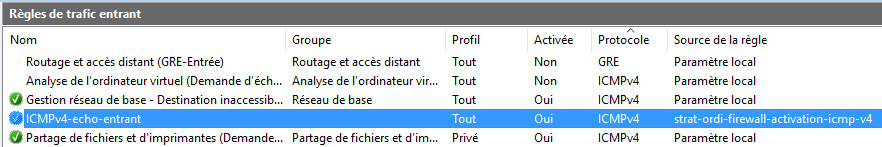 Règles de trafic entrant
Nom Groupe Profil Activée Protocole Source de la règle
Routage et accès distant (GRE-Entrée) Routage et accès distant Tout Non GRE Paramètre local
Analyse de l'ordinateur virtuel (Demande d'éch... Analyse de l'ordinateur vir... Tout Non ICMPv4 Paramètre local
Gestion réseau de base - Destination inaccessib... Réseau de base Tout Oui ICMPv4 Paramètre local
ICMPv4-echo-entrant Tout Oui ICMPv4 strat-ordi-firewall-activation-icmp-v4
Partage de fichiers et d'imprimantes (Demande... Partage de fichiers et d'im... Privé Oui ICMPv4 Paramètre local